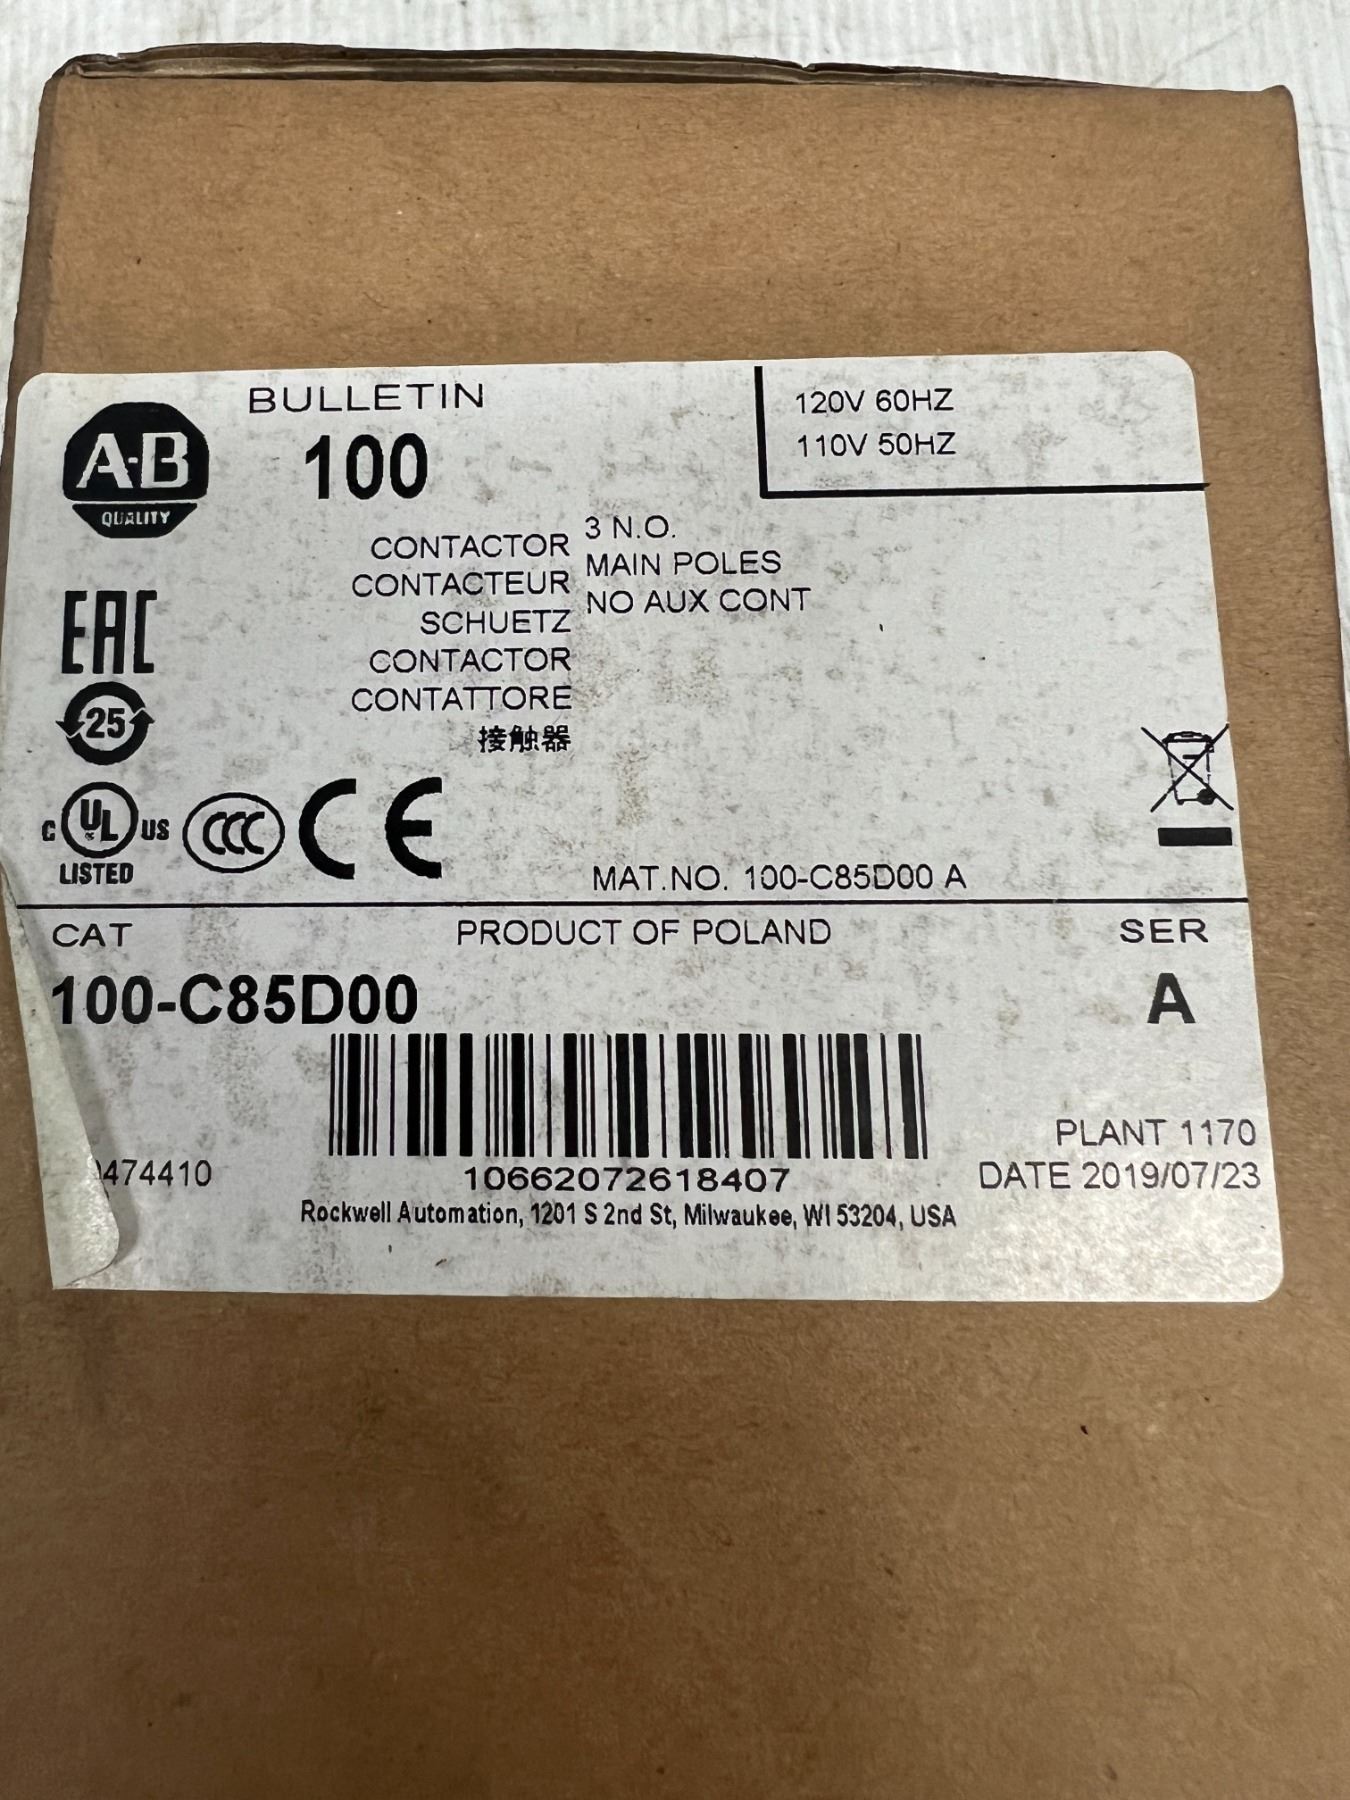 BULLETIN
100
A-B
QUALITY
120V 60HZ
110V 50HZ
CONTACTOR
CONTACTEUR
SCHUETZ
CONTACTOR
CONTATTORE
接触器
3 N.O.
MAIN POLES
NO AUX CONT
EAC
25
C UL US
LISTED
CCC
CE
MAT.NO. 100-C85D00 A
CAT
PRODUCT OF POLAND
SER
100-C85D00
A
PLANT 1170
474410
10662072618407
DATE 2019/07/23
Rockwell Automation, 1201 S 2nd St, Milwaukee, WI 53204, USA